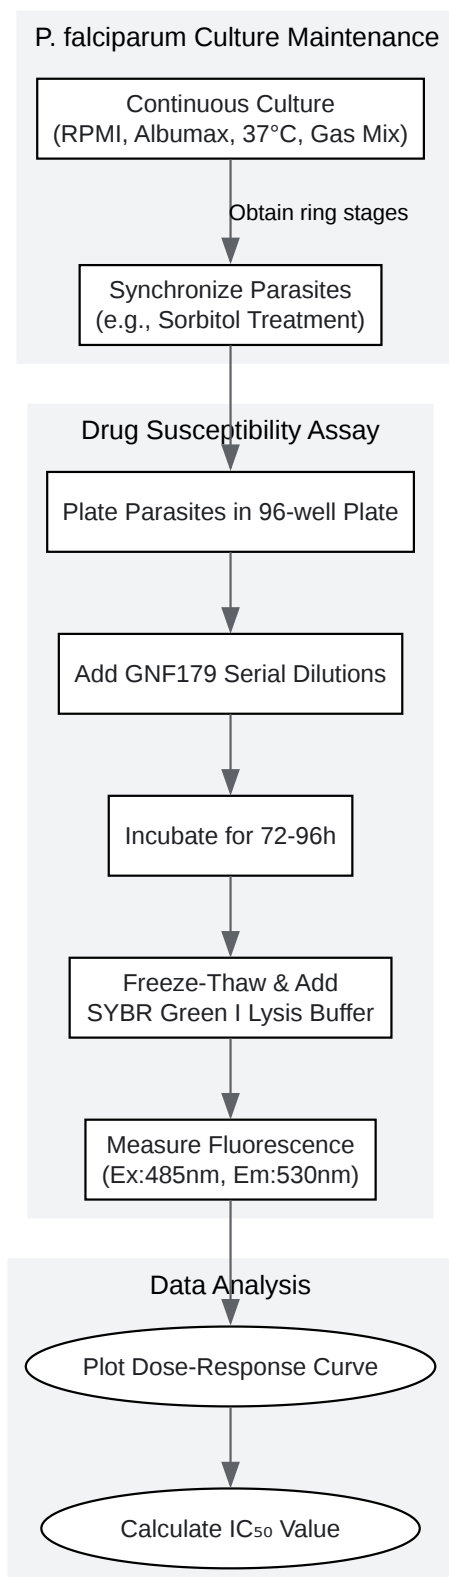 P. falciparum Culture Maintenance
Continuous Culture
(RPMI, Albumax, 37°C, Gas Mix)
Obtain ring stages
Synchronize Parasites
(e.g., Sorbitol Treatment)
Drug Susceptibility Assay
Plate Parasites in 96-well Plate
Add GNF179 Serial Dilutions
Incubate for 72-96h
Freeze-Thaw & Add
SYBR Green I Lysis Buffer
Measure Fluorescence
(Ex:485nm, Em:530nm)
Data Analysis
Plot Dose-Response Curve
Calculate IC₅₀ Value